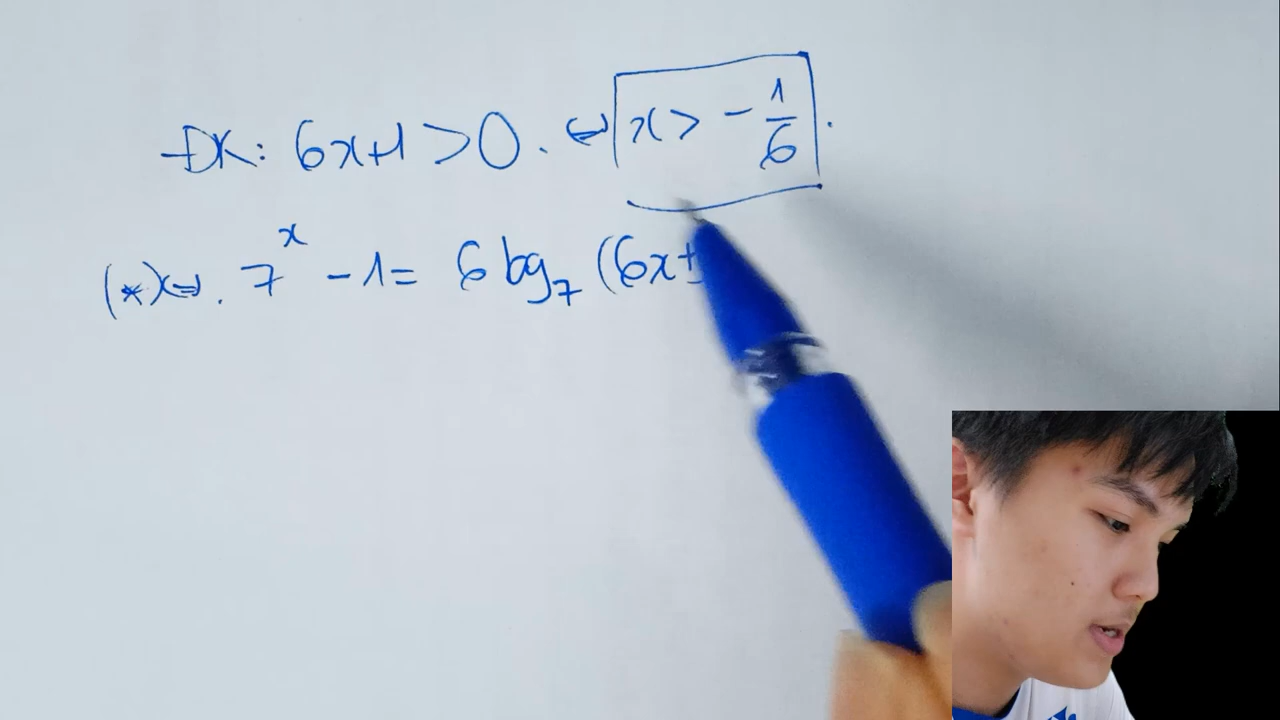 ĐK: 6x+1 > 0. ⇔ x > - 1/6.
(*) ⇔. 7^x - 1 = 6 log_7 (6x+